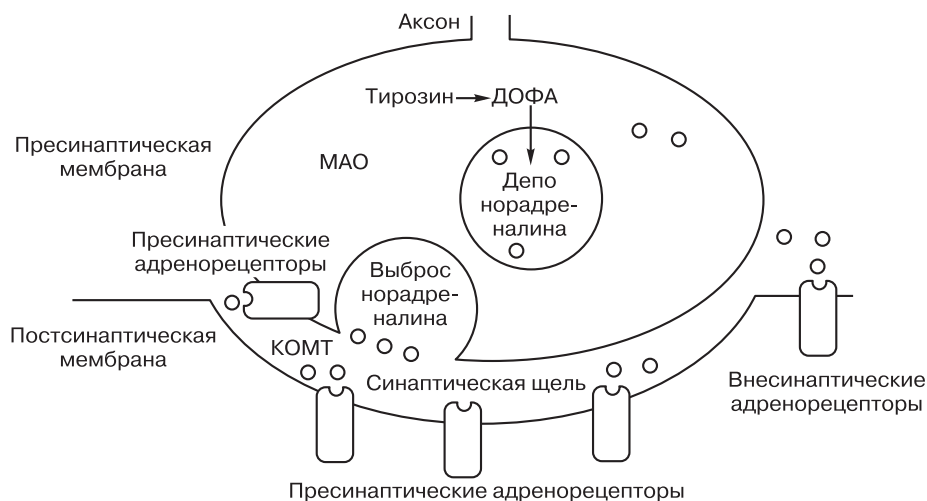 Аксон
Тирозин
ДОФА
Пресинаптическая
мембрана
МАО
Депо
норадре-
налина
Пресинаптические
адренорецепторы
Выброс
норадре-
налина
Постсинаптическая
мембрана
КОМТ
Синаптическая щель
Внесинаптические
адренорецепторы
Пресинаптические адренорецепторы